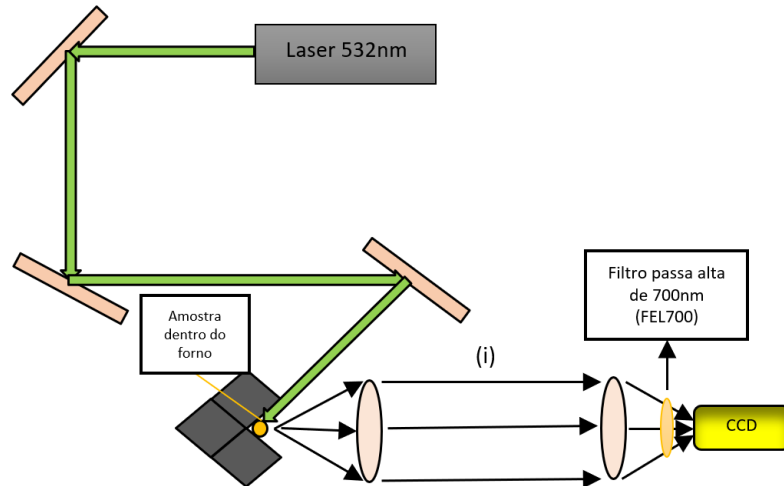 Laser 532nm
Filtro passa alta
de 700nm
(FEL700)
Amostra
dentro do
forno
(i)
CCD